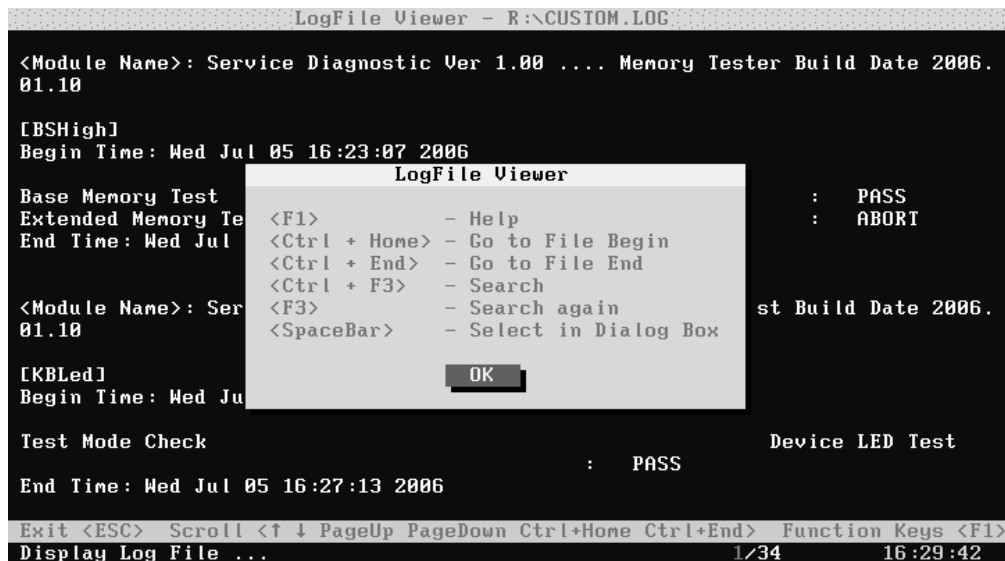 LogFile Viewer - R:\CUSTOM.LOG
<Module Name>: Service Diagnostic Ver 1.00 .... Memory Tester Build Date 2006.
01.10
[BSHigh]
Begin Time: Wed Jul 05 16:23:07 2006
LogFile Viewer
Base Memory Test : PASS
Extended Memory Te : ABORT
End Time: Wed Jul
<F1> - Help
<Ctrl + Home> - Go to File Begin
<Ctrl + End> - Go to File End
<Ctrl + F3> - Search
<F3> - Search again
<SpaceBar> - Select in Dialog Box
OK
<Module Name>: Ser st Build Date 2006.
01.10
[KBLed]
Begin Time: Wed Ju
Test Mode Check Device LED Test
: PASS
End Time: Wed Jul 05 16:27:13 2006
Exit <ESC> Scroll <↑ ↓ PageUp PageDown Ctrl+Home Ctrl+End> Function Keys <F1>
Display Log File ... 1/34 16:29:42